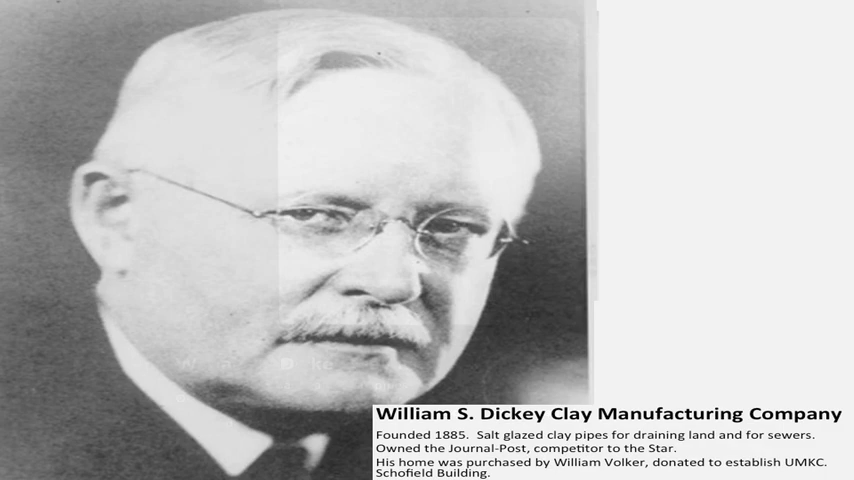 William S. Dickey Clay Manufacturing Company
Founded 1885.  Salt glazed clay pipes for draining land and for sewers.
Owned the Journal-Post, competitor to the Star.
His home was purchased by William Volker, donated to establish UMKC.
Schofield Building.